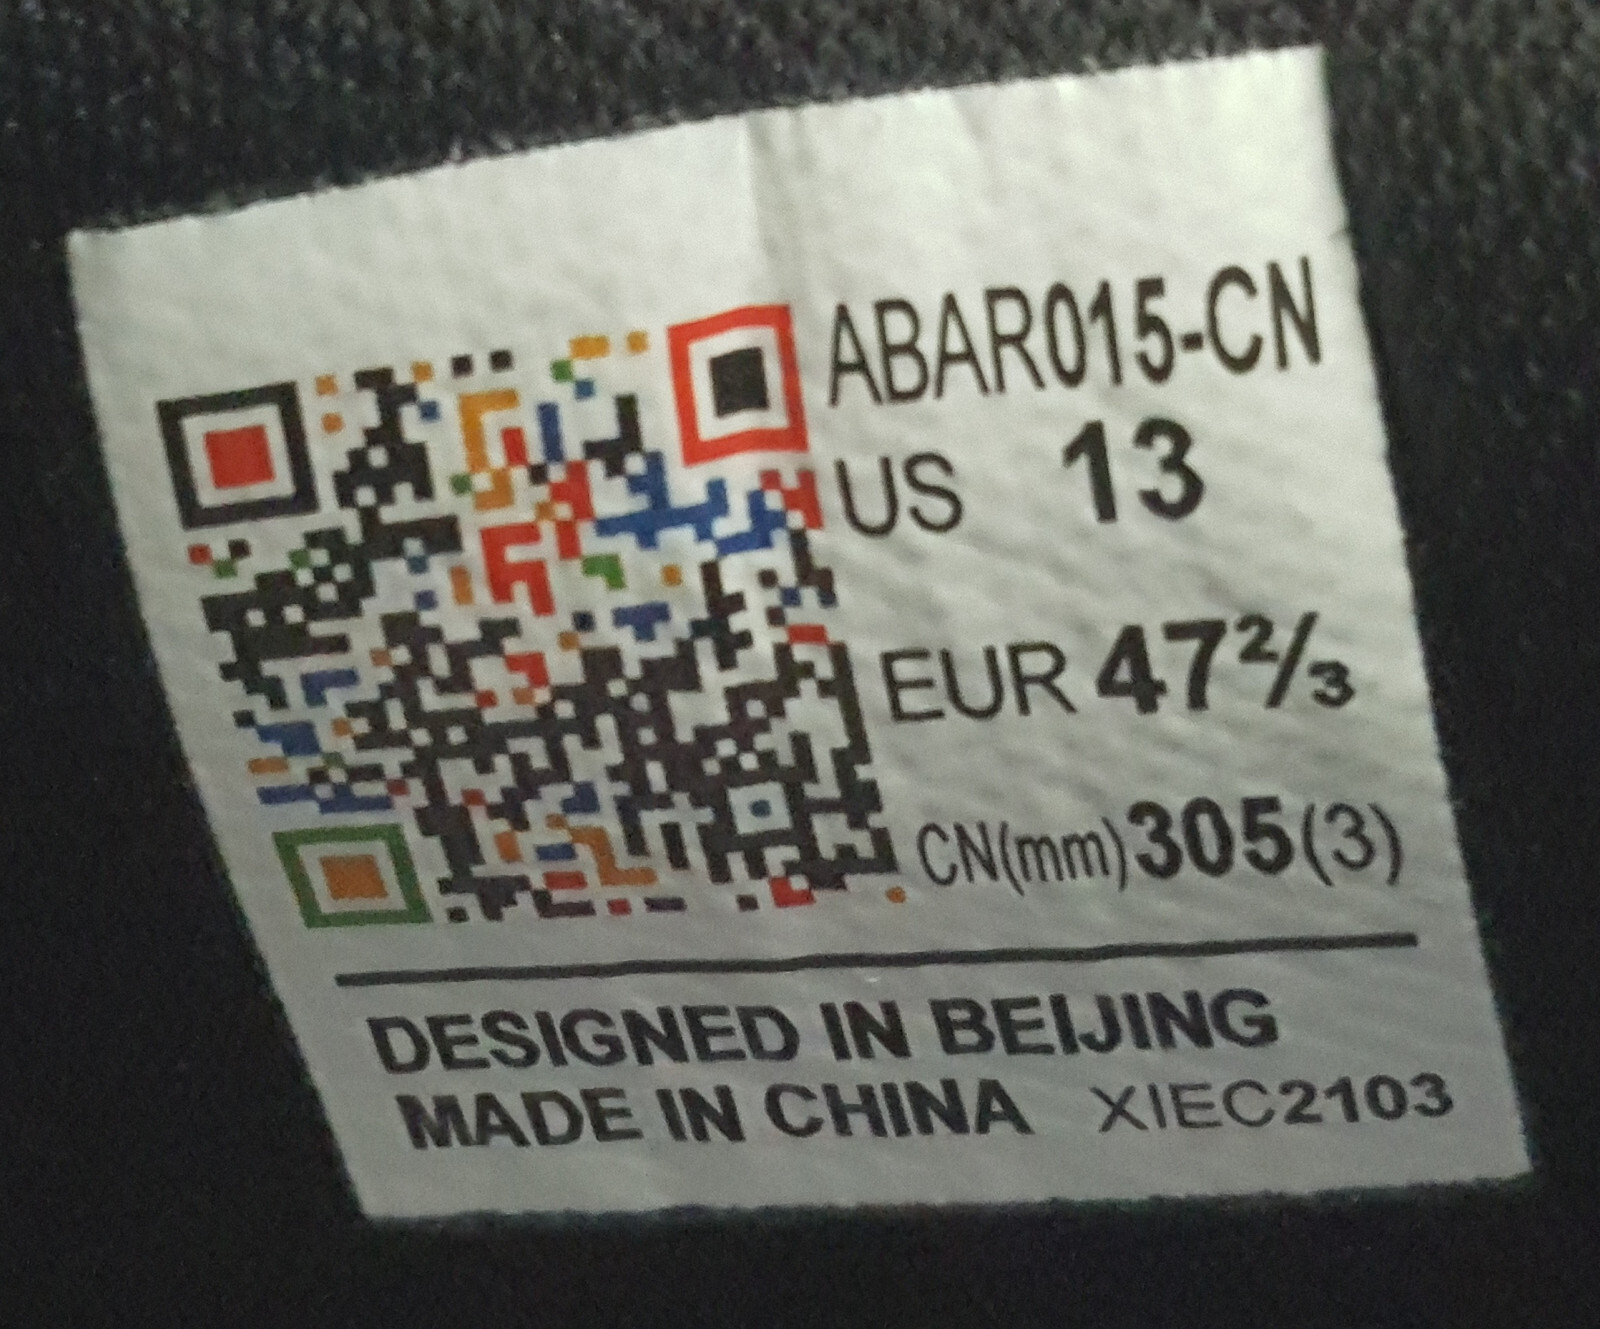 ABAR015-CN
US 13
EUR 47⅔
CN(mm)305(3)
DESIGNED IN BEIJING
MADE IN CHINA XIEC2103